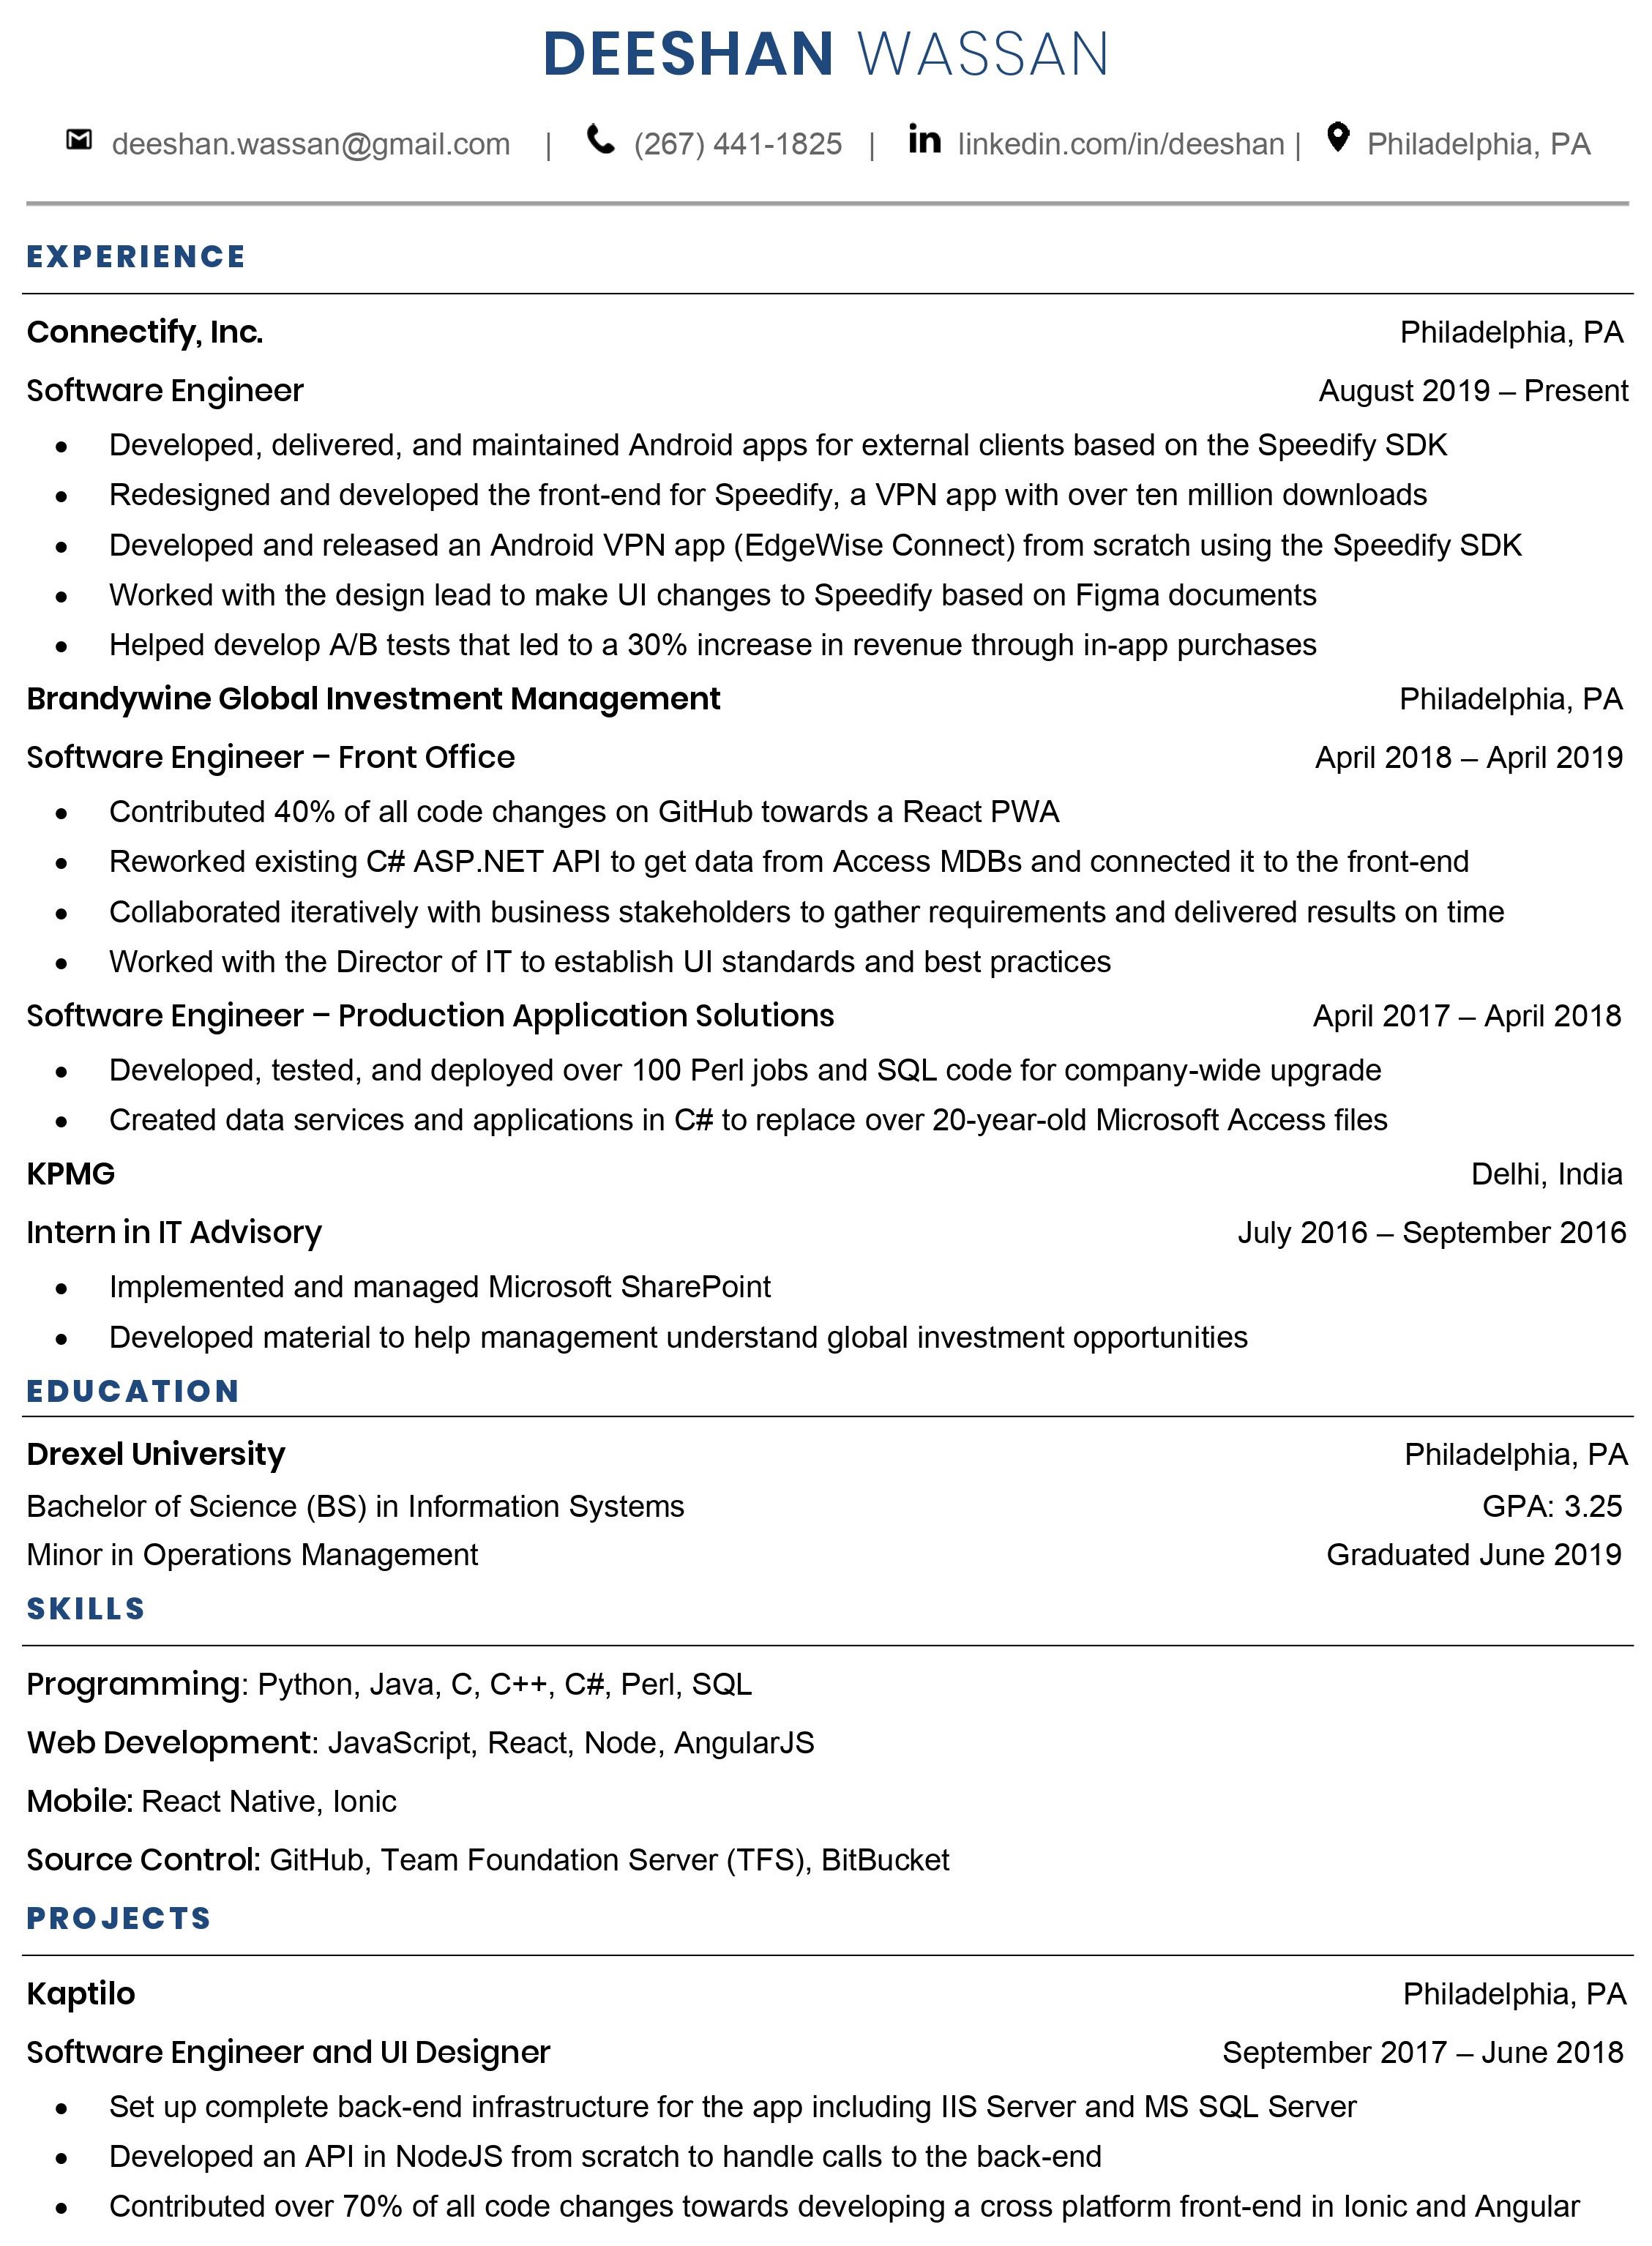 DEESHAN WASSAN
deeshan.wassan@gmail.com | (267) 441-1825 | in linkedin.com/in/deeshan | Philadelphia, PA
EXPERIENCE
Connectify, Inc. Philadelphia, PA
Software Engineer August 2019 – Present
• Developed, delivered, and maintained Android apps for external clients based on the Speedify SDK
• Redesigned and developed the front-end for Speedify, a VPN app with over ten million downloads
• Developed and released an Android VPN app (EdgeWise Connect) from scratch using the Speedify SDK
• Worked with the design lead to make UI changes to Speedify based on Figma documents
• Helped develop A/B tests that led to a 30% increase in revenue through in-app purchases
Brandywine Global Investment Management Philadelphia, PA
Software Engineer – Front Office April 2018 – April 2019
• Contributed 40% of all code changes on GitHub towards a React PWA
• Reworked existing C# ASP.NET API to get data from Access MDBs and connected it to the front-end
• Collaborated iteratively with business stakeholders to gather requirements and delivered results on time
• Worked with the Director of IT to establish UI standards and best practices
Software Engineer – Production Application Solutions April 2017 – April 2018
• Developed, tested, and deployed over 100 Perl jobs and SQL code for company-wide upgrade
• Created data services and applications in C# to replace over 20-year-old Microsoft Access files
KPMG Delhi, India
Intern in IT Advisory July 2016 – September 2016
• Implemented and managed Microsoft SharePoint
• Developed material to help management understand global investment opportunities
EDUCATION
Drexel University Philadelphia, PA
Bachelor of Science (BS) in Information Systems GPA: 3.25
Minor in Operations Management Graduated June 2019
SKILLS
Programming: Python, Java, C, C++, C#, Perl, SQL
Web Development: JavaScript, React, Node, AngularJS
Mobile: React Native, Ionic
Source Control: GitHub, Team Foundation Server (TFS), BitBucket
PROJECTS
Kaptilo Philadelphia, PA
Software Engineer and UI Designer September 2017 – June 2018
• Set up complete back-end infrastructure for the app including IIS Server and MS SQL Server
• Developed an API in NodeJS from scratch to handle calls to the back-end
• Contributed over 70% of all code changes towards developing a cross platform front-end in Ionic and Angular